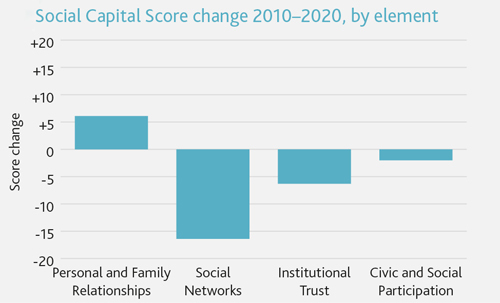 Social Capital Score change 2010–2020, by element
+20
+15
+10
+5
0
-5
-10
-15
-20
Score change
Personal and Family
Relationships
Social
Networks
Institutional
Trust
Civic and Social
Participation